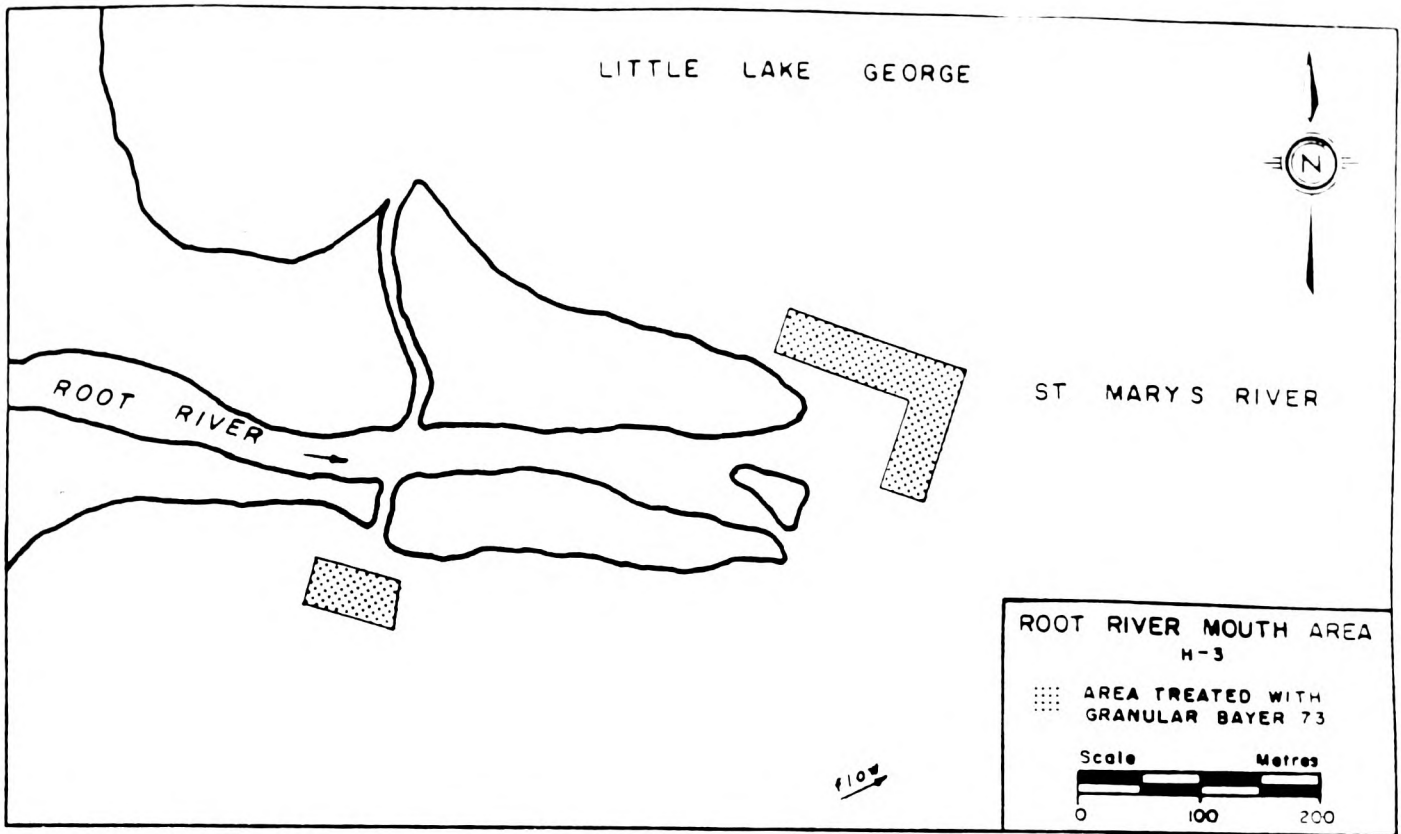 LITTLE LAKE GEORGE
N
ROOT RIVER
ST MARYS RIVER
ROOT RIVER MOUTH AREA
H-3
AREA TREATED WITH
GRANULAR BAYER 73
Scale Metres
0 100 200
flow